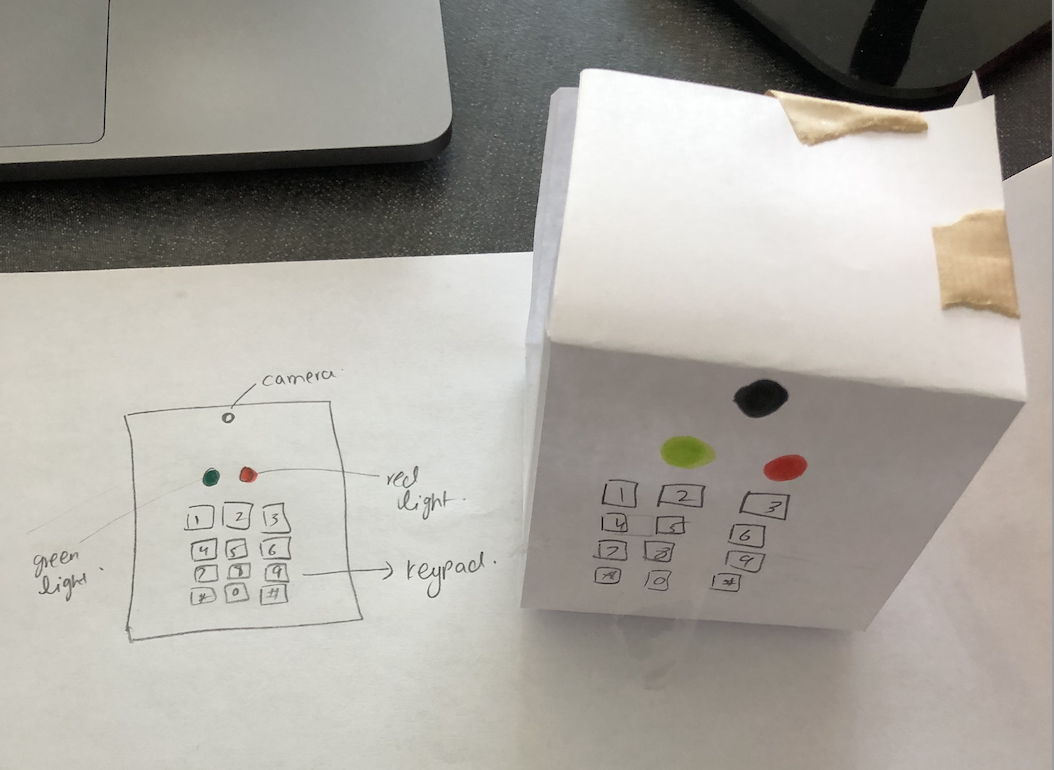 camera.
red
light.
green
light.
1 2 3
4 5 6
7 8 9
* 0 #
keypad.
1 2 3
4 5 6
7 8 9
* 0 #